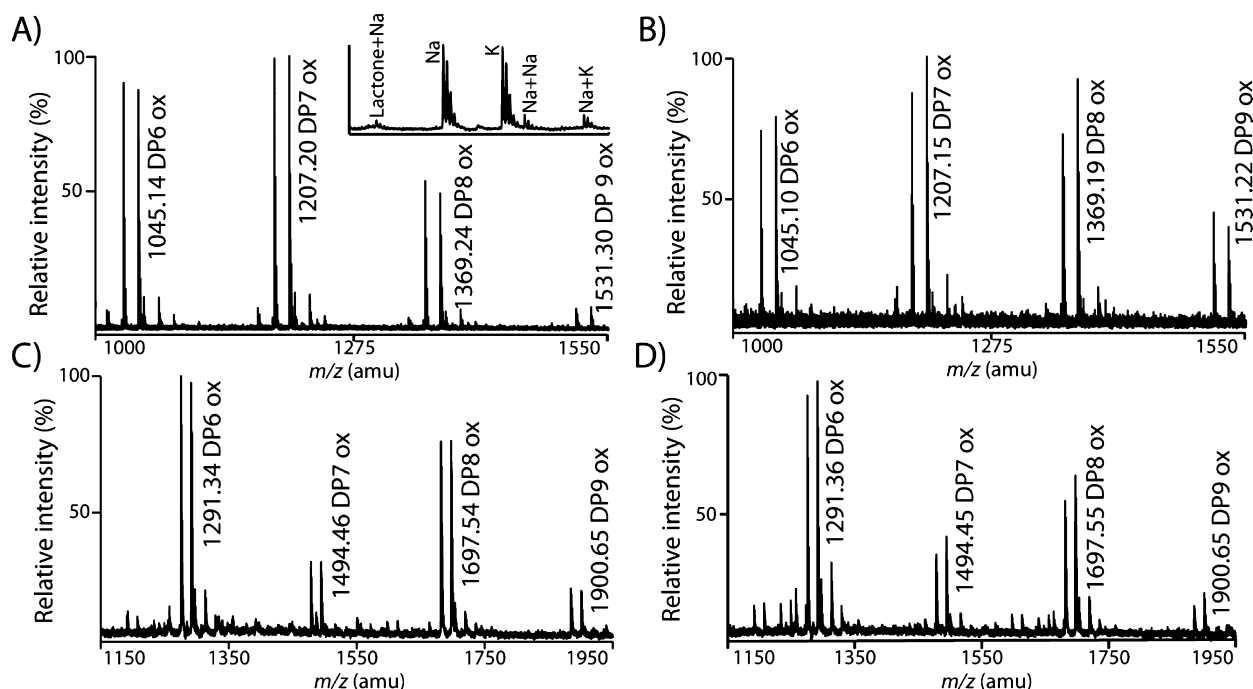 A)
Relative intensity (%)
100
50
1045.14 DP6 ox
1207.20 DP7 ox
1369.24 DP8 ox
1531.30 DP 9 ox
Lactone+Na
Na
K
Na+Na
Na+K
1000
1275
1550
m/z (amu)
B)
Relative intensity (%)
100
50
1045.10 DP6 ox
1207.15 DP7 ox
1369.19 DP8 ox
1531.22 DP9 ox
1000
1275
1550
m/z (amu)
C)
Relative intensity (%)
100
50
1291.34 DP6 ox
1494.46 DP7 ox
1697.54 DP8 ox
1900.65 DP9 ox
1150
1350
1550
1750
1950
m/z (amu)
D)
Relative intensity (%)
100
50
1291.36 DP6 ox
1494.45 DP7 ox
1697.55 DP8 ox
1900.65 DP9 ox
1150
1350
1550
1750
1950
m/z (amu)